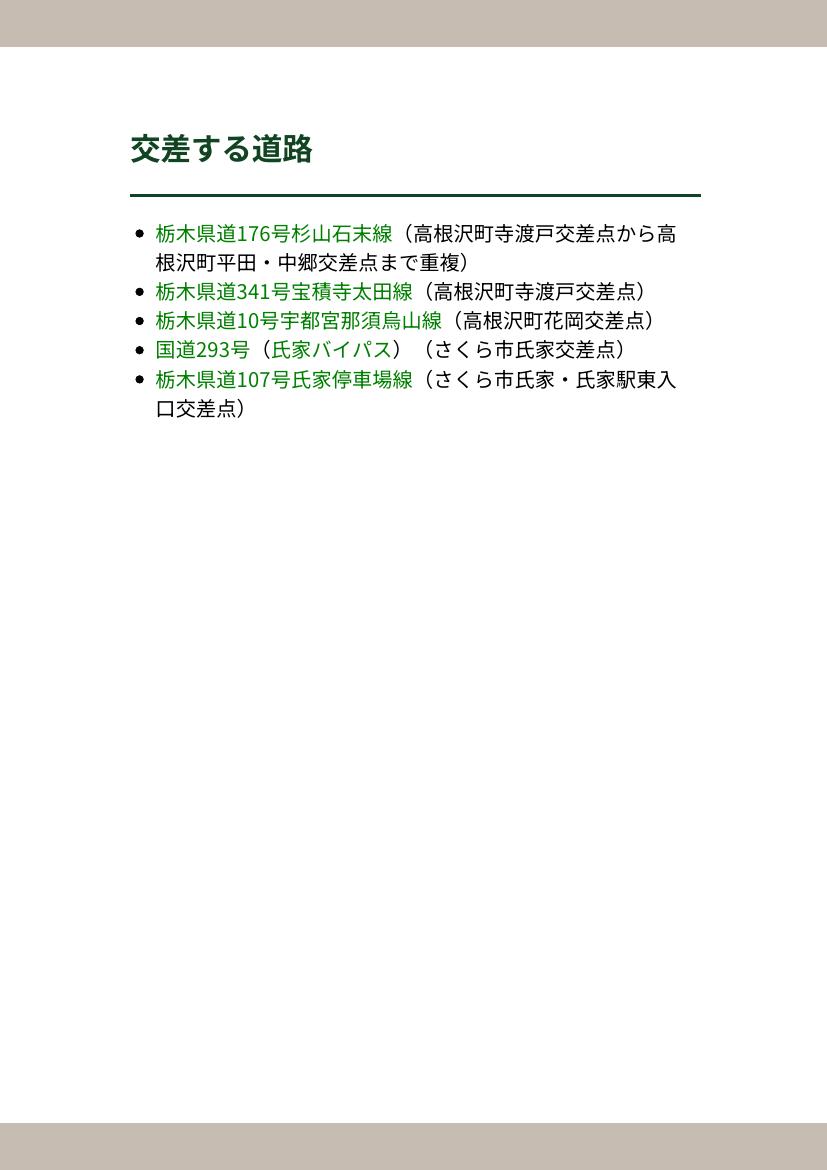 交差する道路
栃木県道176号杉山石末線（高根沢町寺渡戸交差点から高
根沢町平田・中郷交差点まで重複）
栃木県道341号宝積寺太田線（高根沢町寺渡戸交差点）
栃木県道10号宇都宮那須烏山線（高根沢町花岡交差点）
国道293号（氏家バイパス）（さくら市氏家交差点）
栃木県道107号氏家停車場線（さくら市氏家・氏家駅東入
口交差点）